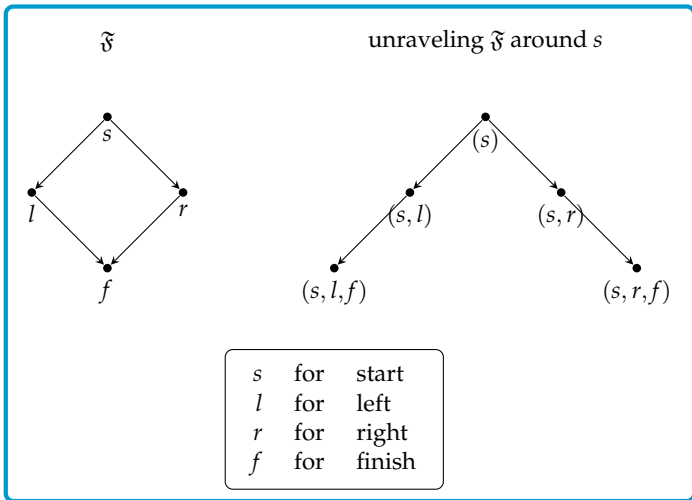 𝔉 unraveling 𝔉 around s
s (s)
l r (s, l) (s, r)
f (s, l, f) (s, r, f)
s for start
l for left
r for right
f for finish